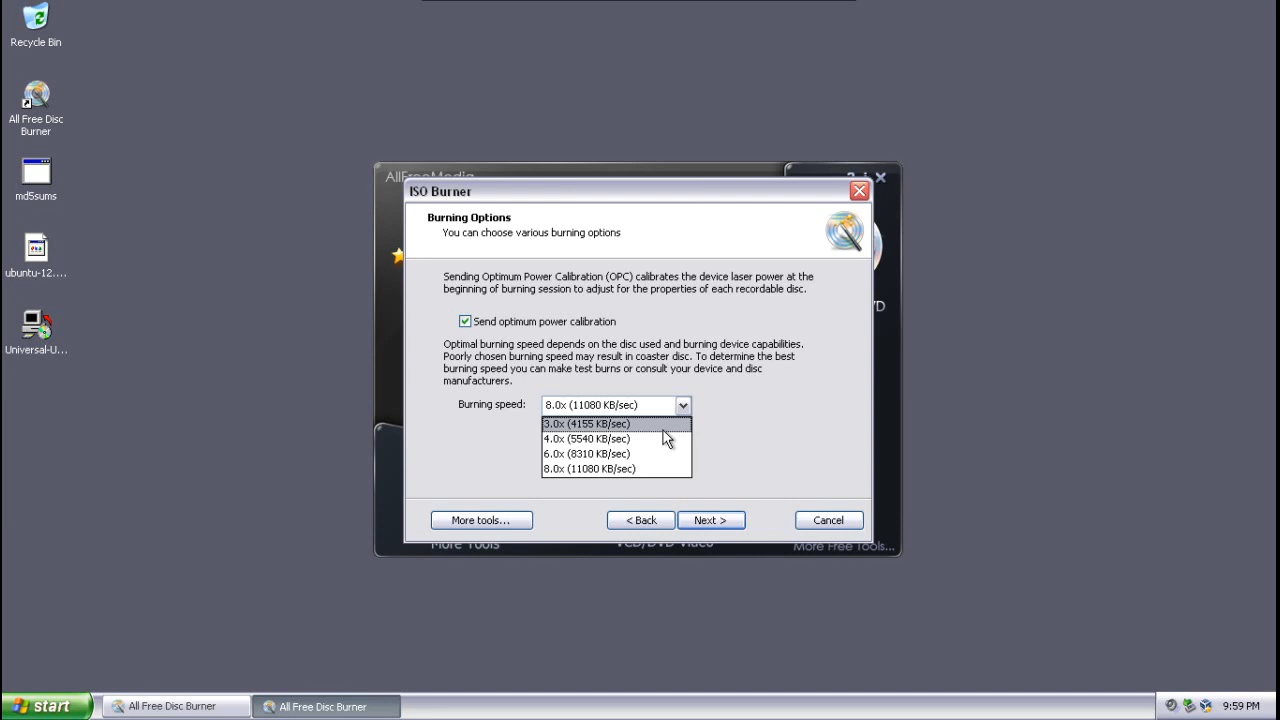 Recycle Bin
All Free Disc
Burner
md5sums
ubuntu-12....
Universal-U...
ISO Burner
Burning Options
You can choose various burning options
Sending Optimum Power Calibration (OPC) calibrates the device laser power at the
beginning of burning session to adjust for the properties of each recordable disc.
Send optimum power calibration
Optimal burning speed depends on the disc used and burning device capabilities.
Poorly chosen burning speed may result in coaster disc. To determine the best
burning speed you can make test burns or consult your device and disc
manufacturers.
Burning speed: 8.0x (11080 KB/sec)
3.0x (4155 KB/sec)
4.0x (5540 KB/sec)
6.0x (8310 KB/sec)
8.0x (11080 KB/sec)
More tools... < Back Next > Cancel
More Tools VCD/DVD Video More Free Tools...
start All Free Disc Burner All Free Disc Burner 9:59 PM